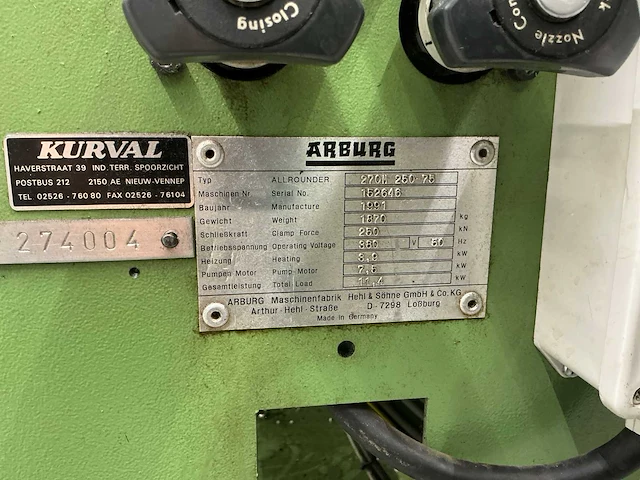 Closing
Nozzle Con
k
KURVAL
HAVERSTRAAT 39 IND. TERR. SPOORZICHT
POSTBUS 212 2150 AE NIEUW-VENNEP
TEL 02526 - 760 80 FAX 02526 - 76104
274004
ARBURG
Typ ALLROUNDER 270M 250-75
Maschinen Nr. Serial No. 152646
Baujahr Manufacture 1991
Gewicht Weight 1870 kg
Schließkraft Clamp Force 250 kN
Betriebsspannung Operating Voltage 380 V 50 Hz
Heizung Heating 3,9 kW
Pumpen Motor Pump-Motor 7,5 kW
Gesamtleistung Total Load 11,4 kW
ARBURG Maschinenfabrik Hehl & Söhne GmbH & Co. KG
Arthur-Hehl-Straße D-7298 Loßburg
Made in Germany